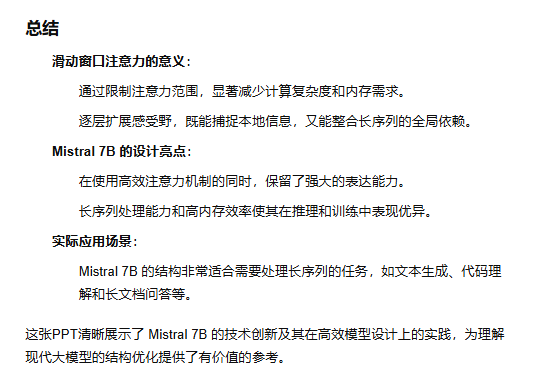 总结
滑动窗口注意力的意义：
通过限制注意力范围，显著减少计算复杂度和内存需求。
逐层扩展感受野，既能捕捉本地信息，又能整合长序列的全局依赖。
Mistral 7B 的设计亮点：
在使用高效注意力机制的同时，保留了强大的表达能力。
长序列处理能力和高内存效率使其在推理和训练中表现优异。
实际应用场景：
Mistral 7B 的结构非常适合需要处理长序列的任务，如文本生成、代码理
解和长文档问答等。
这张PPT清晰展示了 Mistral 7B 的技术创新及其在高效模型设计上的实践，为理解
现代大模型的结构优化提供了有价值的参考。